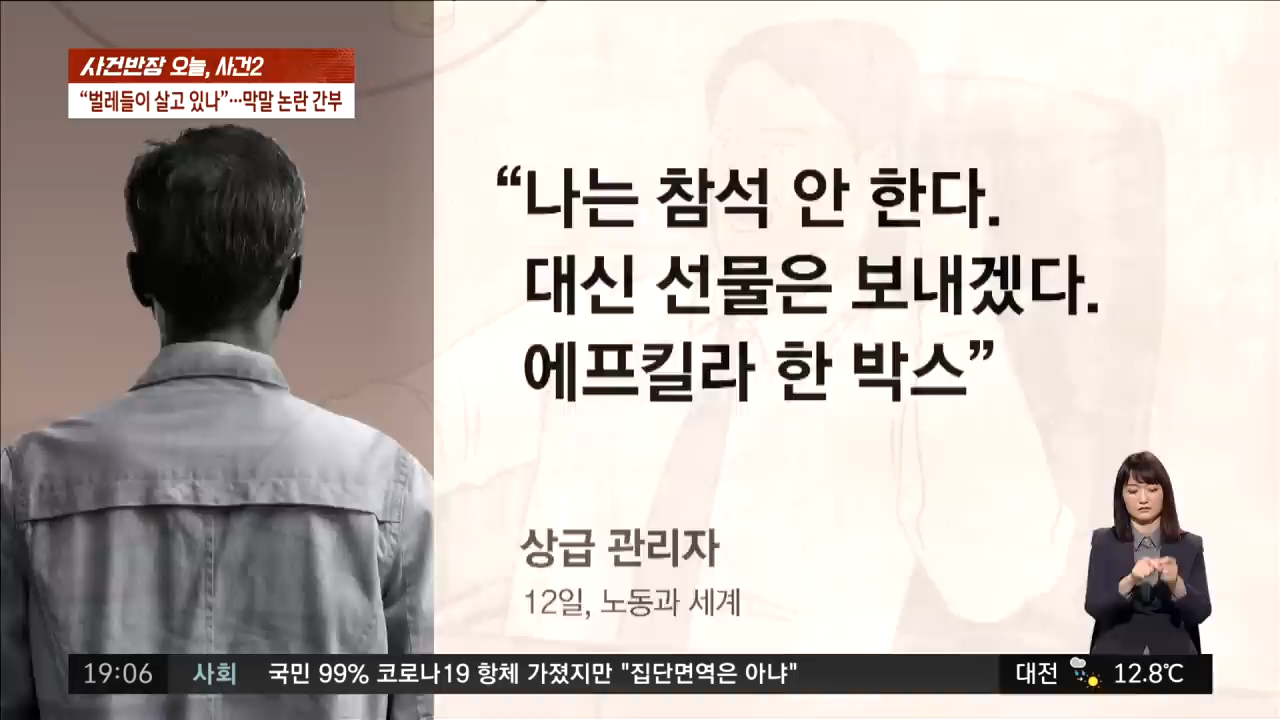 사건반장 오늘, 사건2
“벌레들이 살고 있나”…막말 논란 간부
“나는 참석 안 한다.
대신 선물은 보내겠다.
에프킬라 한 박스”
상급 관리자
12일, 노동과 세계
19:06 사회 국민 99% 코로나19 항체 가졌지만 "집단면역은 아냐" 대전 12.8℃